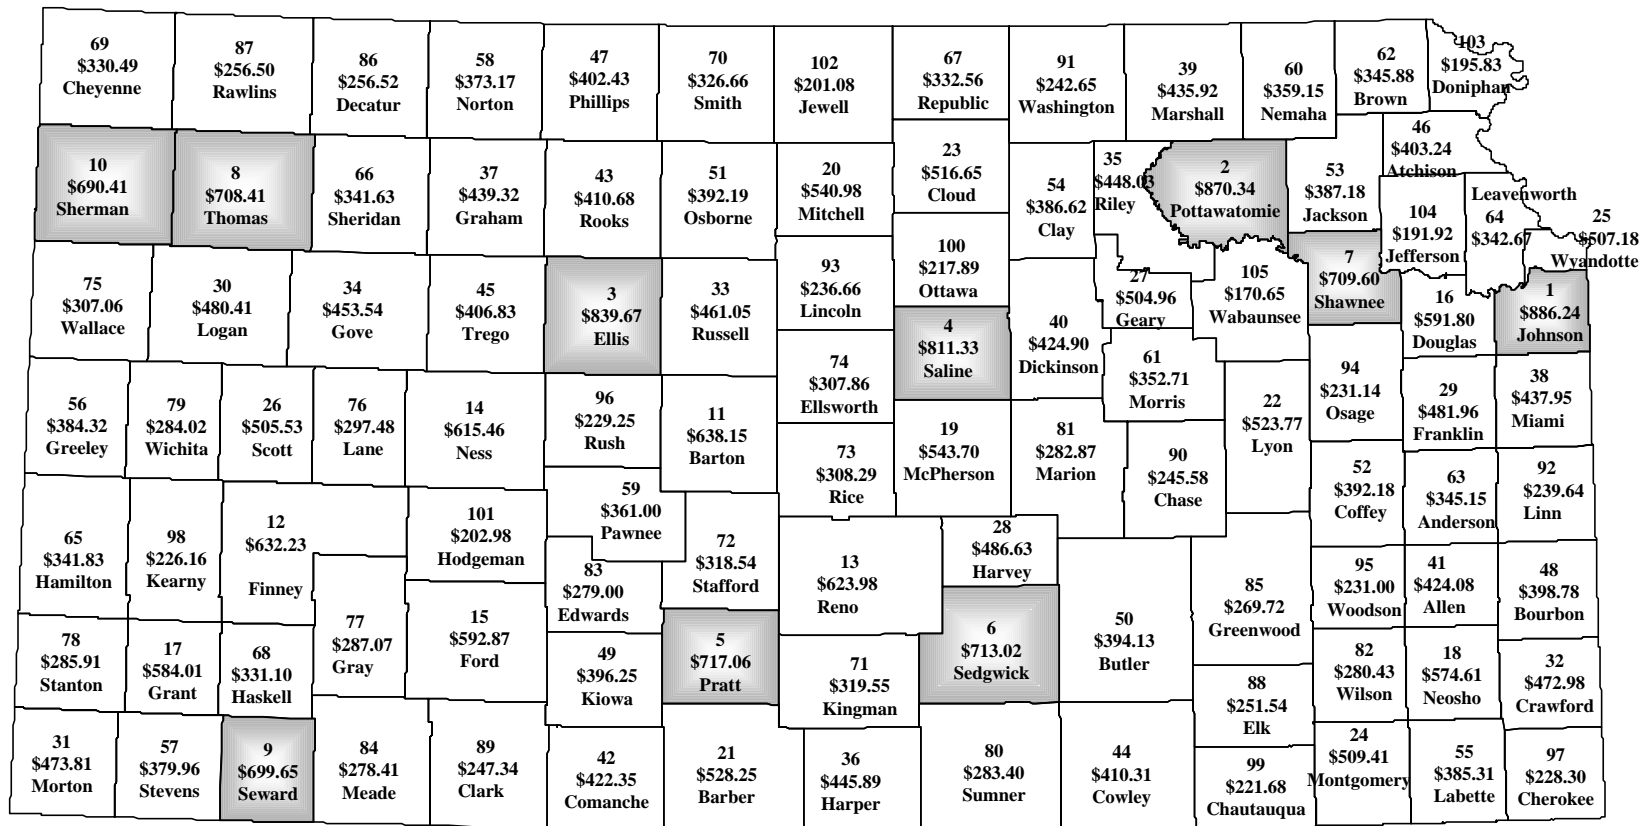 69
$330.49
Cheyenne
87
$256.50
Rawlins
86
$256.52
Decatur
58
$373.17
Norton
47
$402.43
Phillips
70
$326.66
Smith
102
$201.08
Jewell
67
$332.56
Republic
91
$242.65
Washington
39
$435.92
Marshall
60
$359.15
Nemaha
62
$345.88
Brown
103
$195.83
Doniphan
10
$690.41
Sherman
8
$708.41
Thomas
66
$341.63
Sheridan
37
$439.32
Graham
43
$410.68
Rooks
51
$392.19
Osborne
20
$540.98
Mitchell
23
$516.65
Cloud
54
$386.62
Clay
35
$448.03
Riley
2
$870.34
Pottawatomie
53
$387.18
Jackson
46
$403.24
Atchison
104
$191.92
Jefferson
Leavenworth
64
$342.67
25
$507.18
Wyandotte
75
$307.06
Wallace
30
$480.41
Logan
34
$453.54
Gove
45
$406.83
Trego
3
$839.67
Ellis
33
$461.05
Russell
93
$236.66
Lincoln
100
$217.89
Ottawa
4
$811.33
Saline
40
$424.90
Dickinson
27
$504.96
Geary
105
$170.65
Wabaunsee
7
$709.60
Shawnee
16
$591.80
Douglas
1
$886.24
Johnson
74
$307.86
Ellsworth
61
$352.71
Morris
94
$231.14
Osage
29
$481.96
Franklin
38
$437.95
Miami
56
$384.32
Greeley
79
$284.02
Wichita
26
$505.53
Scott
76
$297.48
Lane
14
$615.46
Ness
96
$229.25
Rush
11
$638.15
Barton
73
$308.29
Rice
19
$543.70
McPherson
81
$282.87
Marion
90
$245.58
Chase
22
$523.77
Lyon
52
$392.18
Coffey
63
$345.15
Anderson
92
$239.64
Linn
65
$341.83
Hamilton
98
$226.16
Kearny
12
$632.23
Finney
101
$202.98
Hodgeman
59
$361.00
Pawnee
83
$279.00
Edwards
72
$318.54
Stafford
13
$623.98
Reno
28
$486.63
Harvey
50
$394.13
Butler
85
$269.72
Greenwood
95
$231.00
Woodson
41
$424.08
Allen
48
$398.78
Bourbon
78
$285.91
Stanton
17
$584.01
Grant
68
$331.10
Haskell
77
$287.07
Gray
15
$592.87
Ford
49
$396.25
Kiowa
5
$717.06
Pratt
71
$319.55
Kingman
6
$713.02
Sedgwick
88
$251.54
Elk
82
$280.43
Wilson
18
$574.61
Neosho
32
$472.98
Crawford
31
$473.81
Morton
57
$379.96
Stevens
9
$699.65
Seward
84
$278.41
Meade
89
$247.34
Clark
42
$422.35
Comanche
21
$528.25
Barber
36
$445.89
Harper
80
$283.40
Sumner
44
$410.31
Cowley
99
$221.68
Chautauqua
24
$509.41
Montgomery
55
$385.31
Labette
97
$228.30
Cherokee